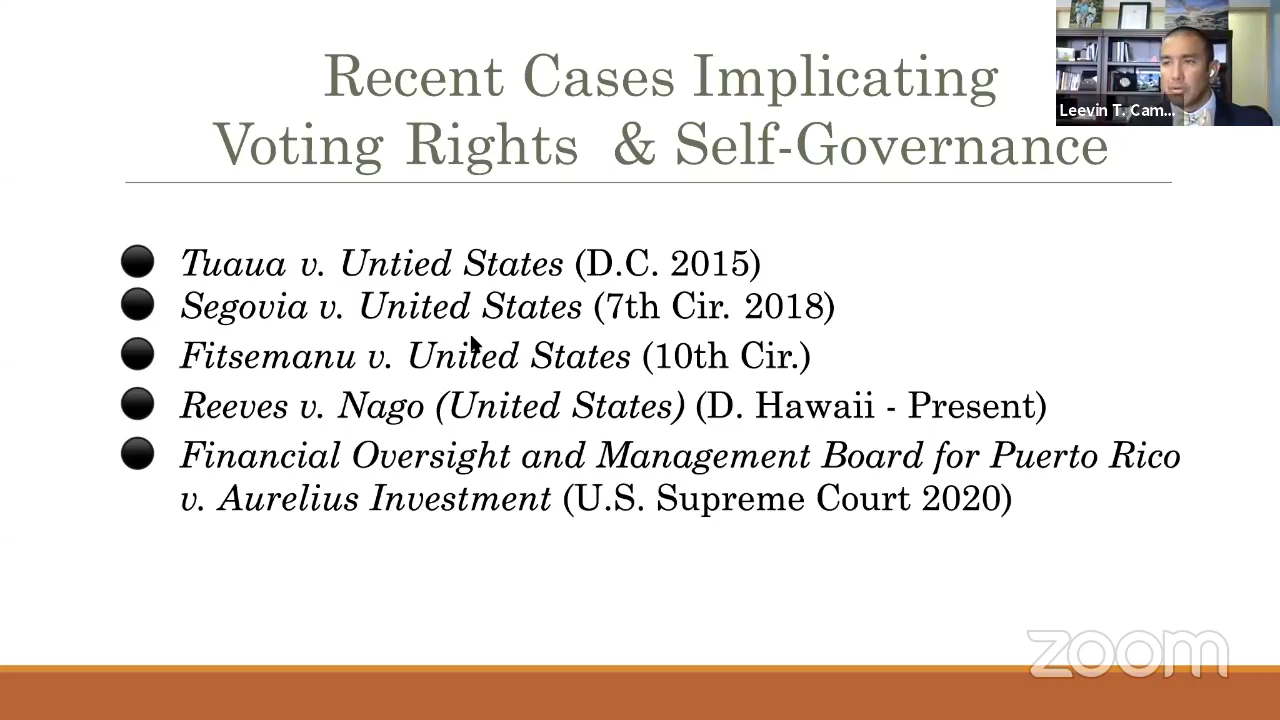 Recent Cases Implicating
Voting Rights & Self-Governance
Leevin T. Cam...
Tuaua v. Untied States (D.C. 2015)
Segovia v. United States (7th Cir. 2018)
Fitsemanu v. United States (10th Cir.)
Reeves v. Nago (United States) (D. Hawaii - Present)
Financial Oversight and Management Board for Puerto Rico
v. Aurelius Investment (U.S. Supreme Court 2020)
zoom